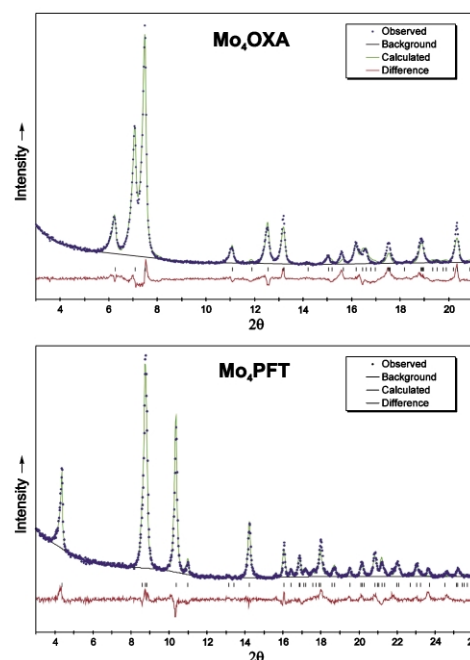 Mo₄OXA
Observed
Background
Calculated
Difference
Intensity →
4 6 8 10 12 14 16 18 20
2θ
Mo₄PFT
Observed
Background
Calculated
Difference
Intensity →
4 6 8 10 12 14 16 18 20 22 24 26
2θ